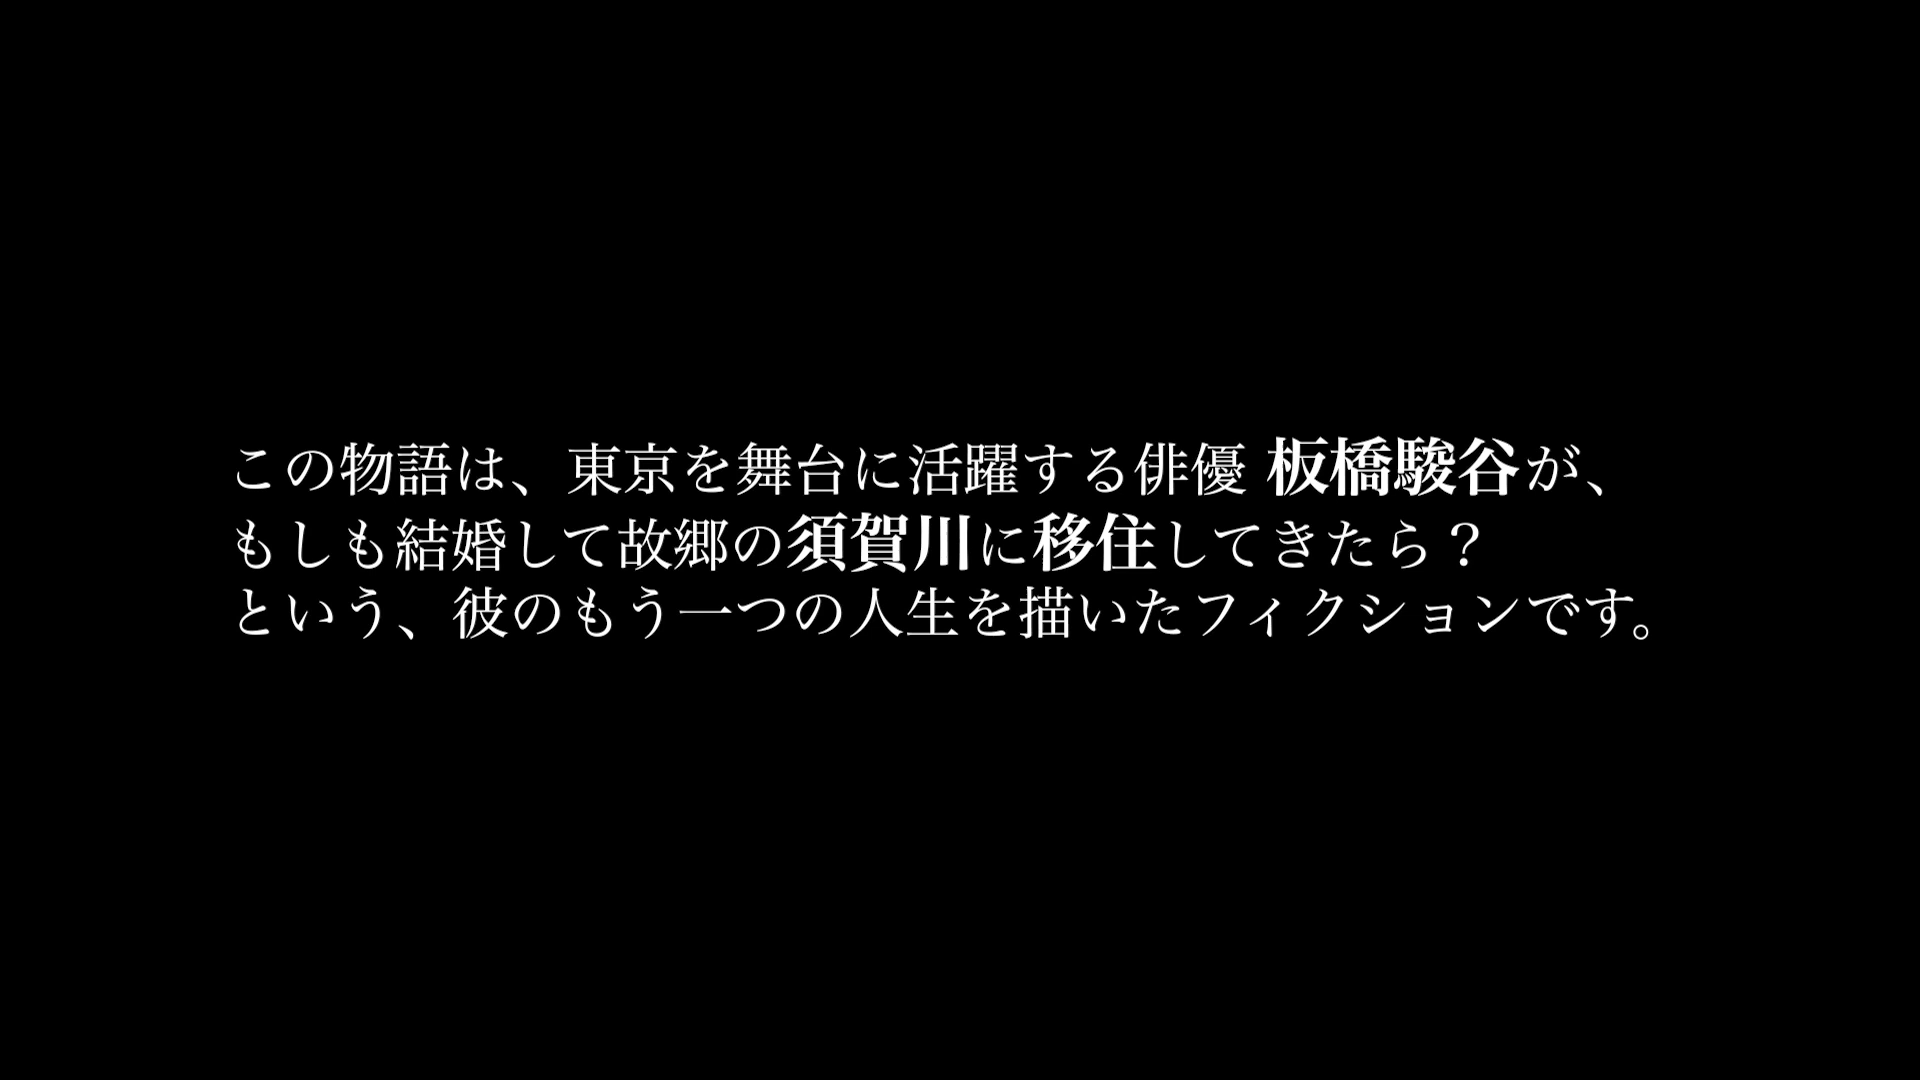 この物語は、東京を舞台に活躍する俳優 板橋駿谷が、
もしも結婚して故郷の須賀川に移住してきたら？
という、彼のもう一つの人生を描いたフィクションです。